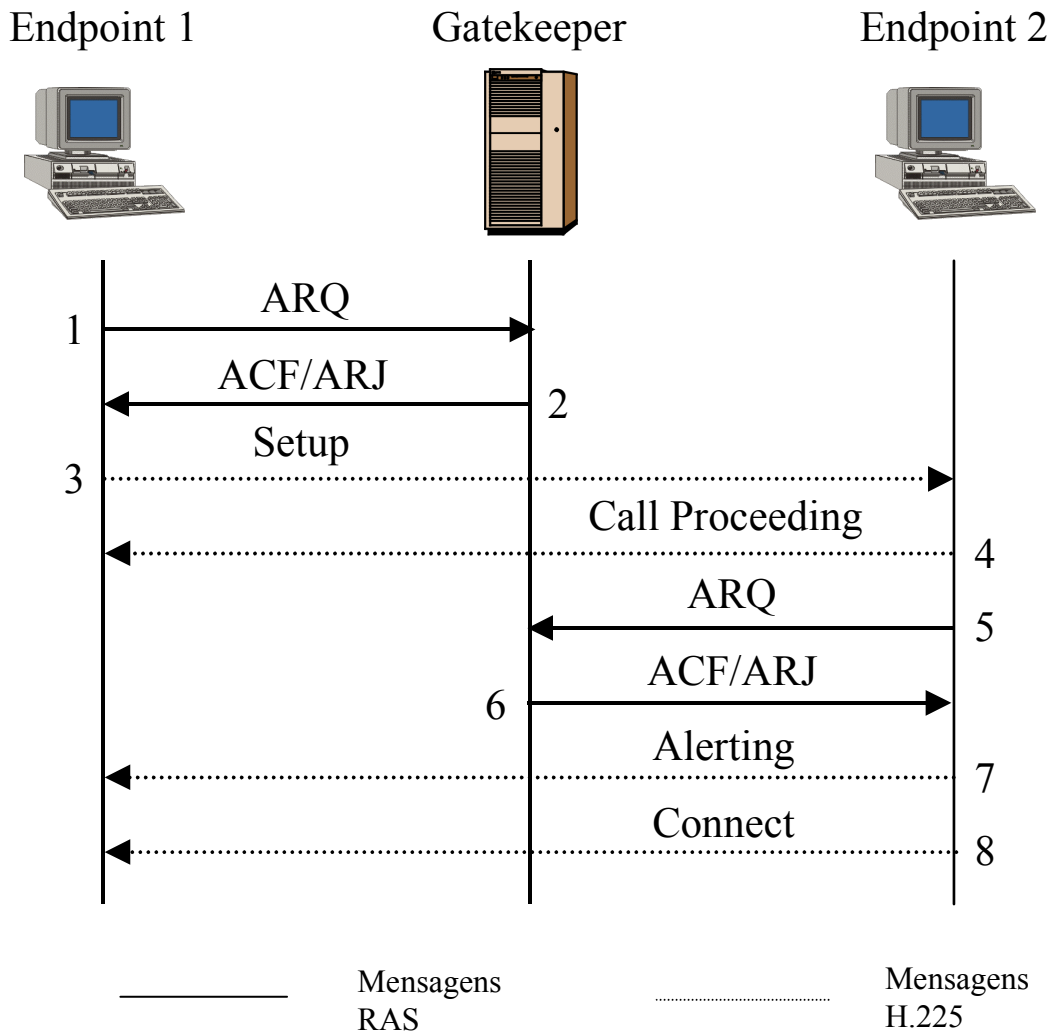 Endpoint 1
Gatekeeper
Endpoint 2
ARQ
1
ACF/ARJ
2
Setup
3
Call Proceeding
4
ARQ
5
ACF/ARJ
6
Alerting
7
Connect
8
Mensagens
RAS
Mensagens
H.225